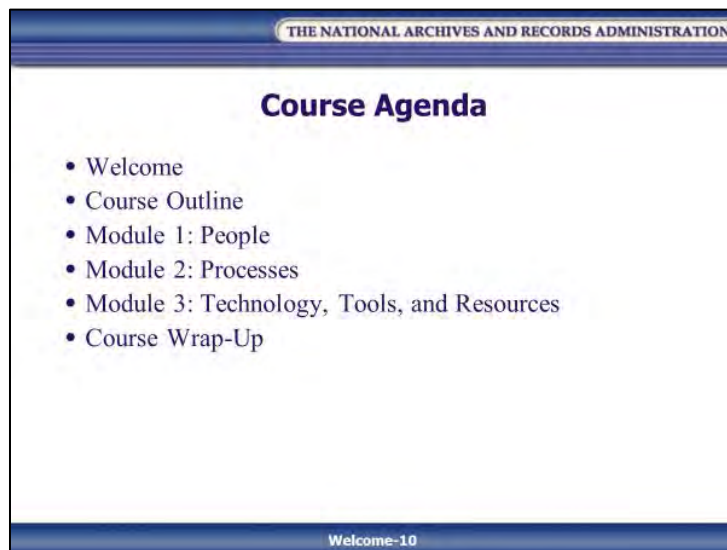 THE NATIONAL ARCHIVES AND RECORDS ADMINISTRATION
Course Agenda
• Welcome
• Course Outline
• Module 1: People
• Module 2: Processes
• Module 3: Technology, Tools, and Resources
• Course Wrap-Up
Welcome-10